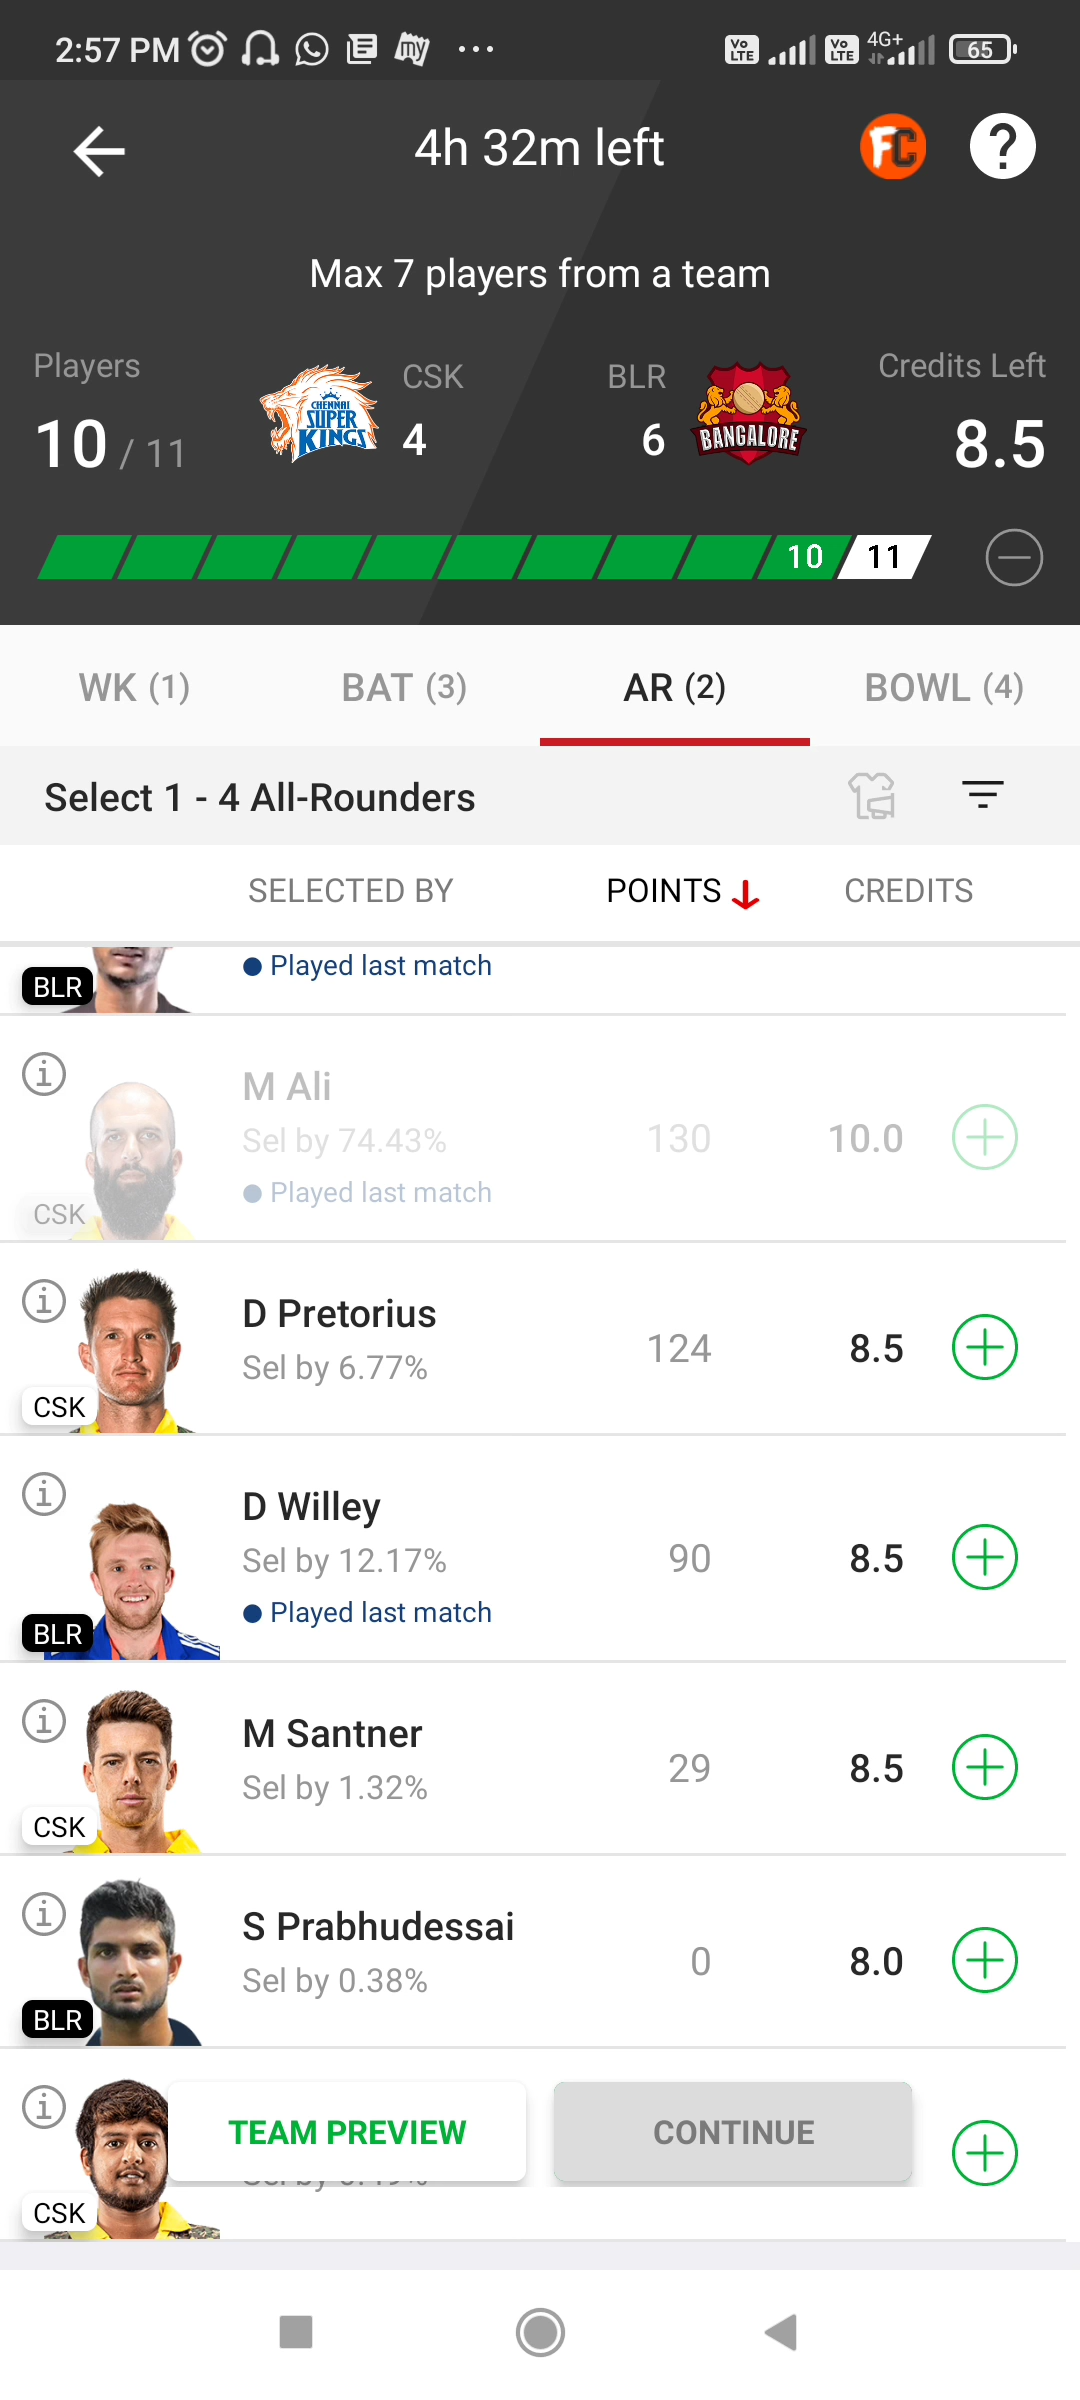 2:57 PM my ... Vo LTE Vo LTE 4G+ 65
4h 32m left FC ?
Max 7 players from a team
Players CSK BLR Credits Left
CHENNAI SUPER KINGS BANGALORE
10 / 11 4 6 8.5
10 11
WK (1) BAT (3) AR (2) BOWL (4)
Select 1 - 4 All-Rounders
SELECTED BY POINTS CREDITS
Played last match
BLR
M Ali
Sel by 74.43% 130 10.0
Played last match
CSK
D Pretorius
Sel by 6.77% 124 8.5
CSK
D Willey
Sel by 12.17% 90 8.5
Played last match
BLR
M Santner
Sel by 1.32% 29 8.5
CSK
S Prabhudessai
Sel by 0.38% 0 8.0
BLR
TEAM PREVIEW CONTINUE
CSK